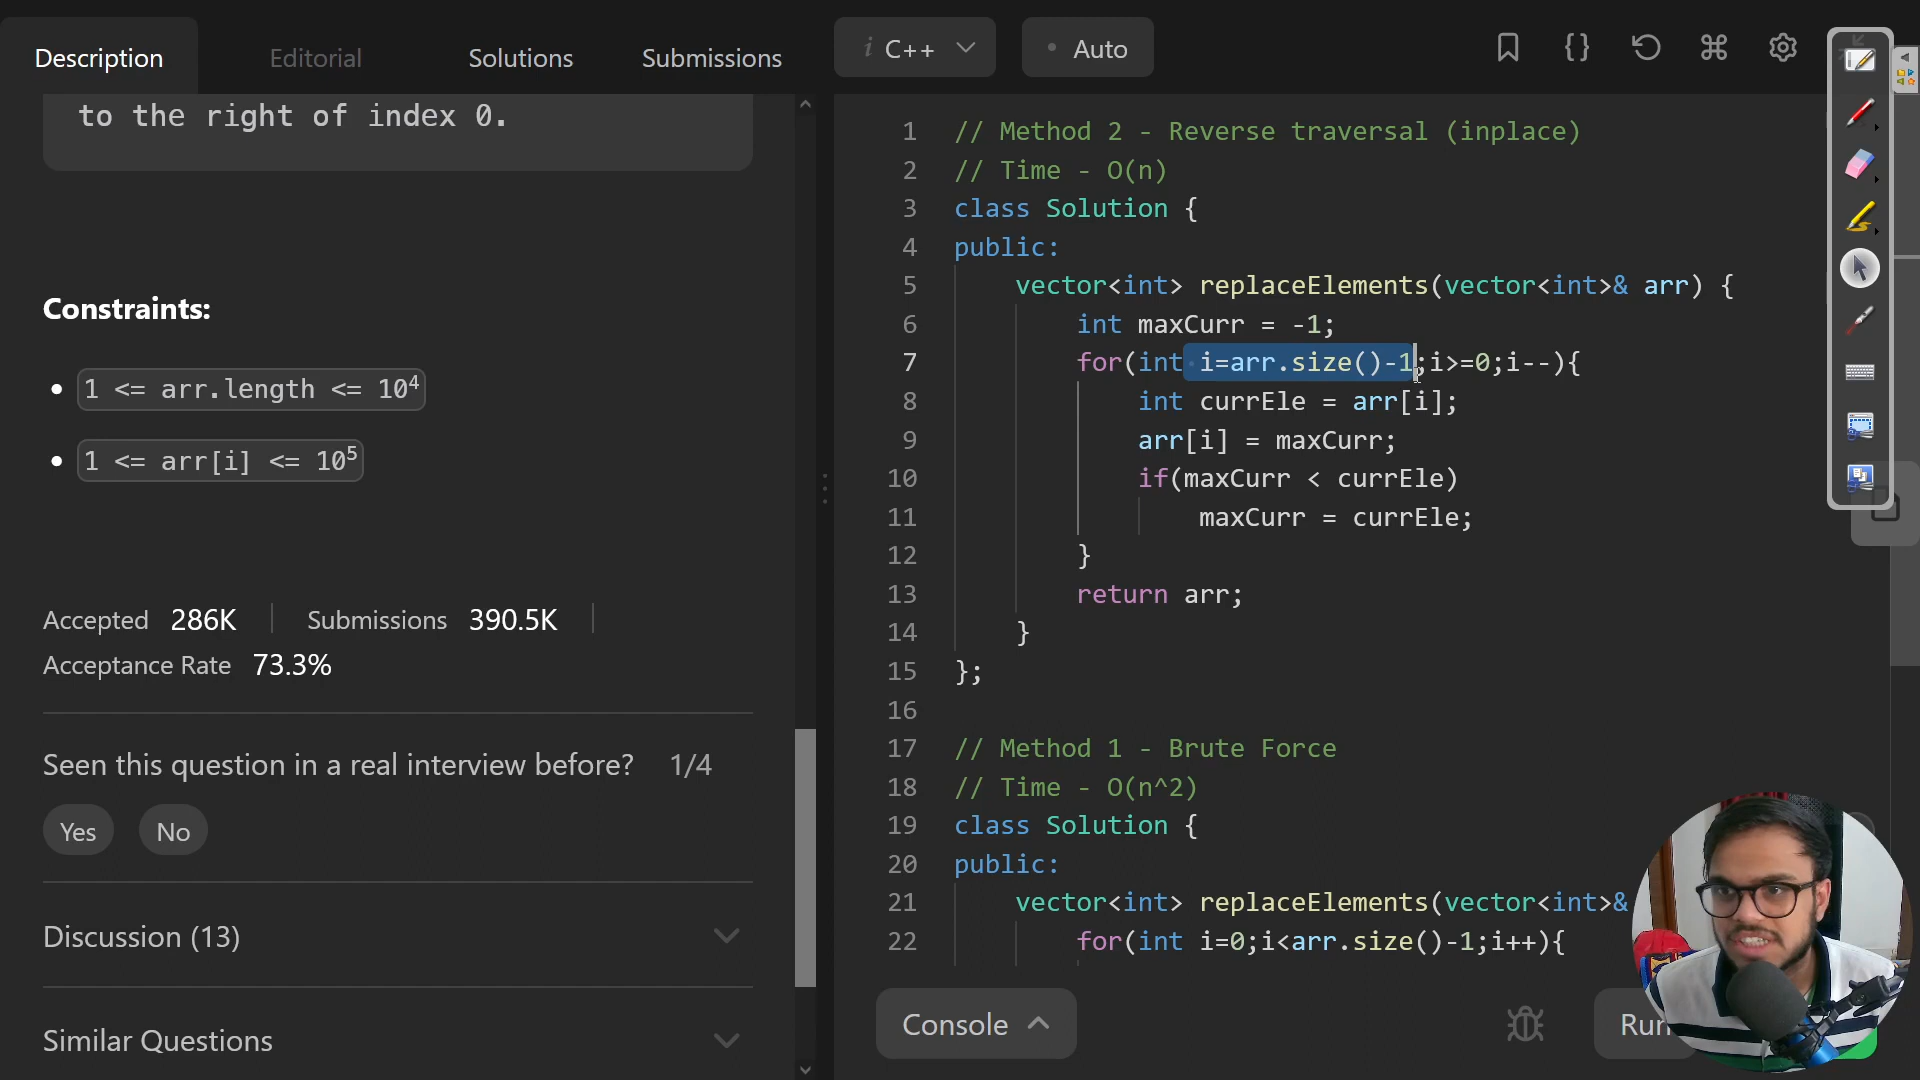 Description
Editorial
Solutions
Submissions
to the right of index 0.
Constraints:
1 <= arr.length <= 10⁴
1 <= arr[i] <= 10⁵
Accepted 286K
Submissions 390.5K
Acceptance Rate 73.3%
Seen this question in a real interview before? 1/4
Yes
No
Discussion (13)
Similar Questions
i C++
Auto
{}
1 // Method 2 - Reverse traversal (inplace)
2 // Time - O(n)
3 class Solution {
4 public:
5 vector<int> replaceElements(vector<int>& arr) {
6 int maxCurr = -1;
7 for(int i=arr.size()-1;i>=0;i--){
8 int currEle = arr[i];
9 arr[i] = maxCurr;
10 if(maxCurr < currEle)
11 maxCurr = currEle;
12 }
13 return arr;
14 }
15 };
16
17 // Method 1 - Brute Force
18 // Time - O(n^2)
19 class Solution {
20 public:
21 vector<int> replaceElements(vector<int>&
22 for(int i=0;i<arr.size()-1;i++){
Console
Run